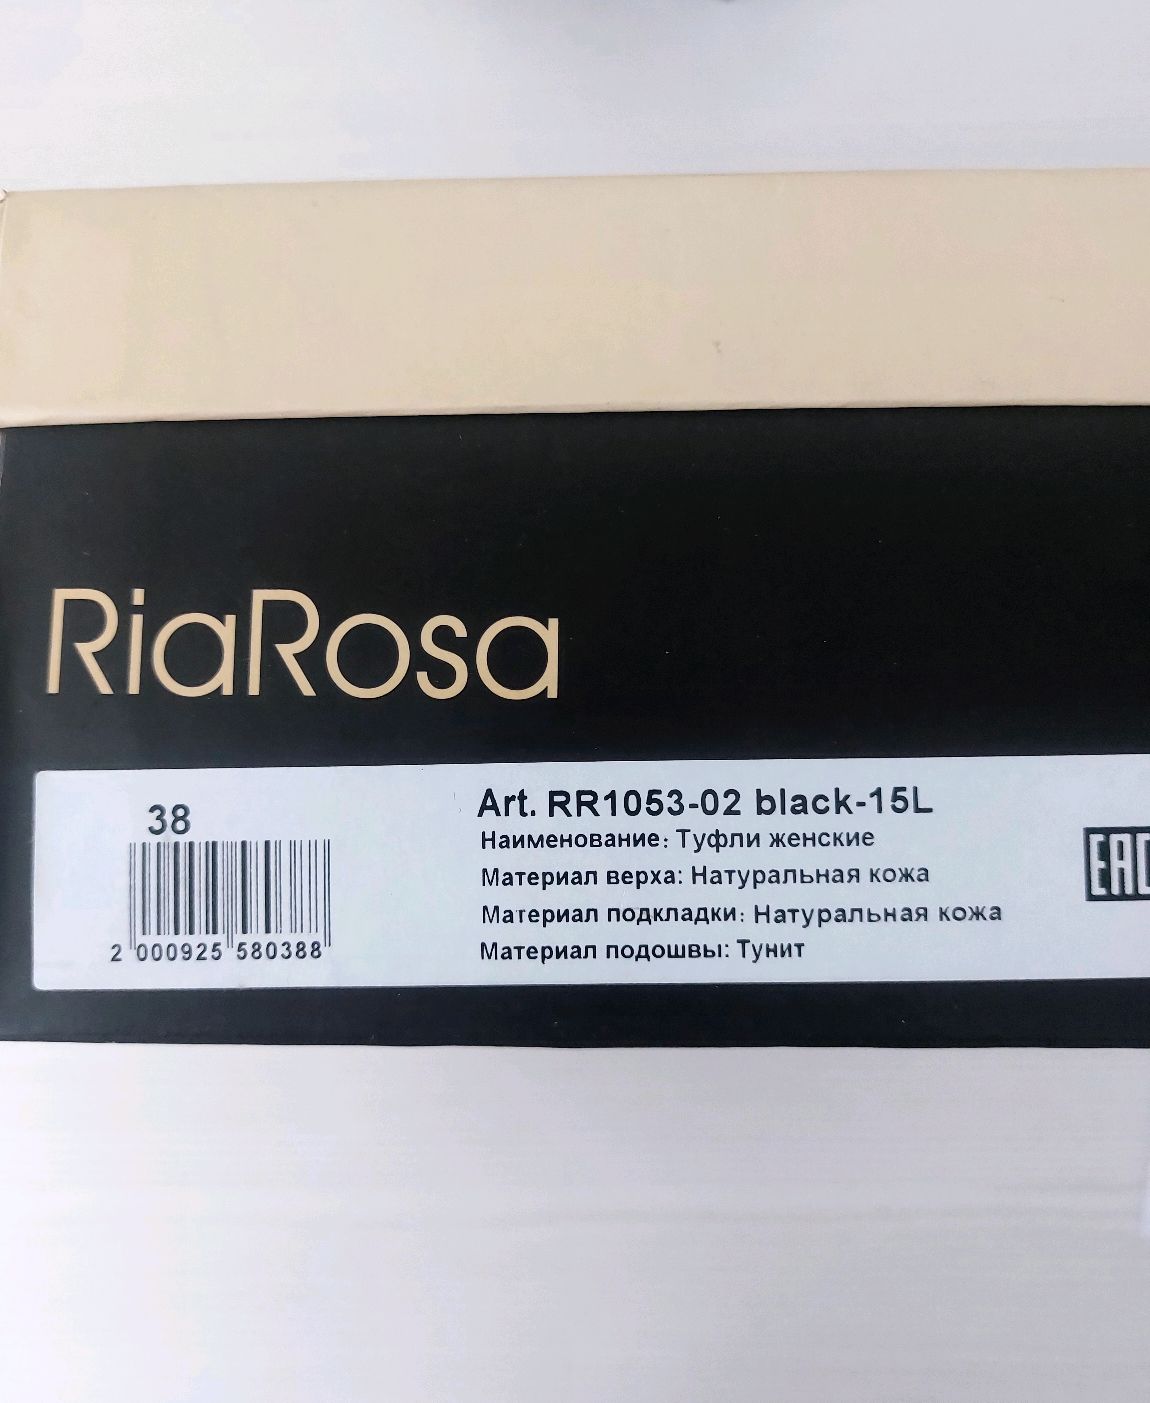 RiaRosa
38
2 000925 580388
Art. RR1053-02 black-15L
Наименование: Туфли женские
Материал верха: Натуральная кожа
Материал подкладки: Натуральная кожа
Материал подошвы: Тунит
EAC